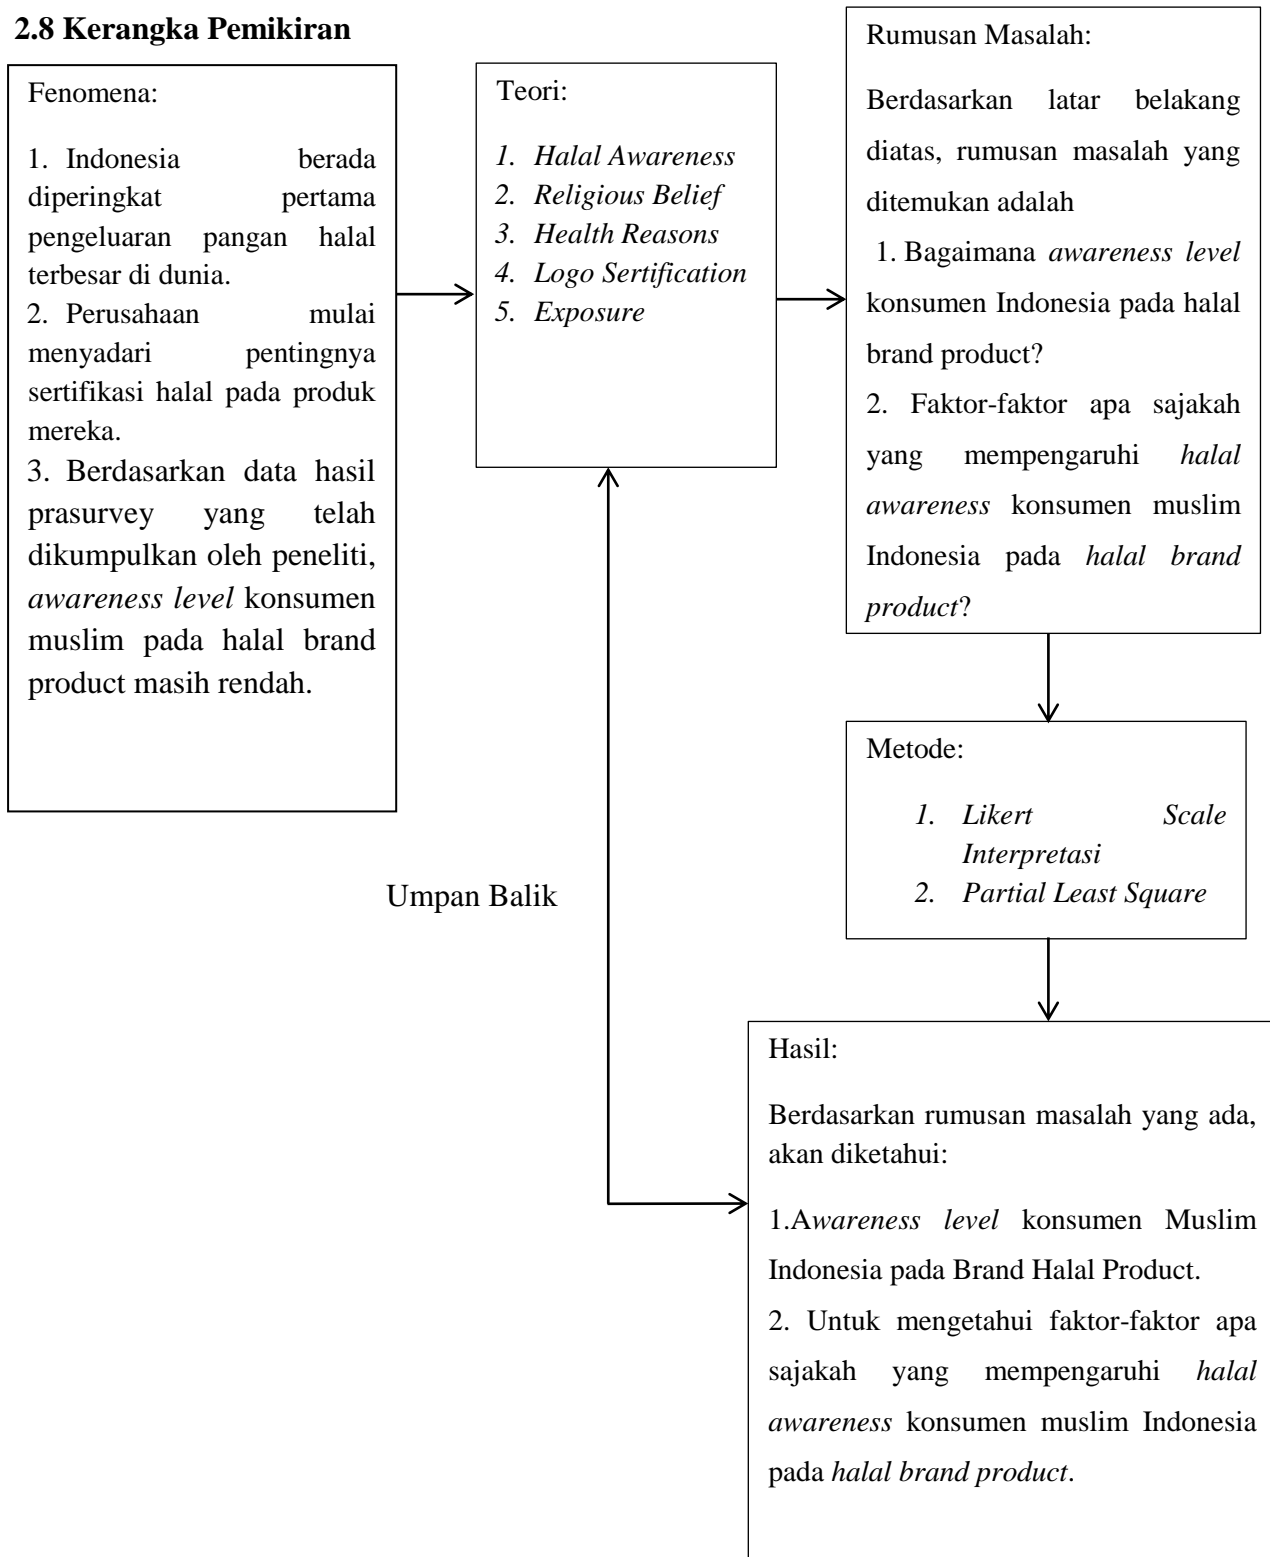 2.8 Kerangka Pemikiran
Fenomena:
1. Indonesia berada
diperingkat pertama
pengeluaran pangan halal
terbesar di dunia.
2. Perusahaan mulai
menyadari pentingnya
sertifikasi halal pada produk
mereka.
3. Berdasarkan data hasil
prasurvey yang telah
dikumpulkan oleh peneliti,
awareness level konsumen
muslim pada halal brand
product masih rendah.
Teori:
1. Halal Awareness
2. Religious Belief
3. Health Reasons
4. Logo Sertification
5. Exposure
Rumusan Masalah:
Berdasarkan latar belakang
diatas, rumusan masalah yang
ditemukan adalah
1. Bagaimana awareness level
konsumen Indonesia pada halal
brand product?
2. Faktor-faktor apa sajakah
yang mempengaruhi halal
awareness konsumen muslim
Indonesia pada halal brand
product?
Metode:
1. Likert Scale
Interpretasi
2. Partial Least Square
Umpan Balik
Hasil:
Berdasarkan rumusan masalah yang ada,
akan diketahui:
1.Awareness level konsumen Muslim
Indonesia pada Brand Halal Product.
2. Untuk mengetahui faktor-faktor apa
sajakah yang mempengaruhi halal
awareness konsumen muslim Indonesia
pada halal brand product.